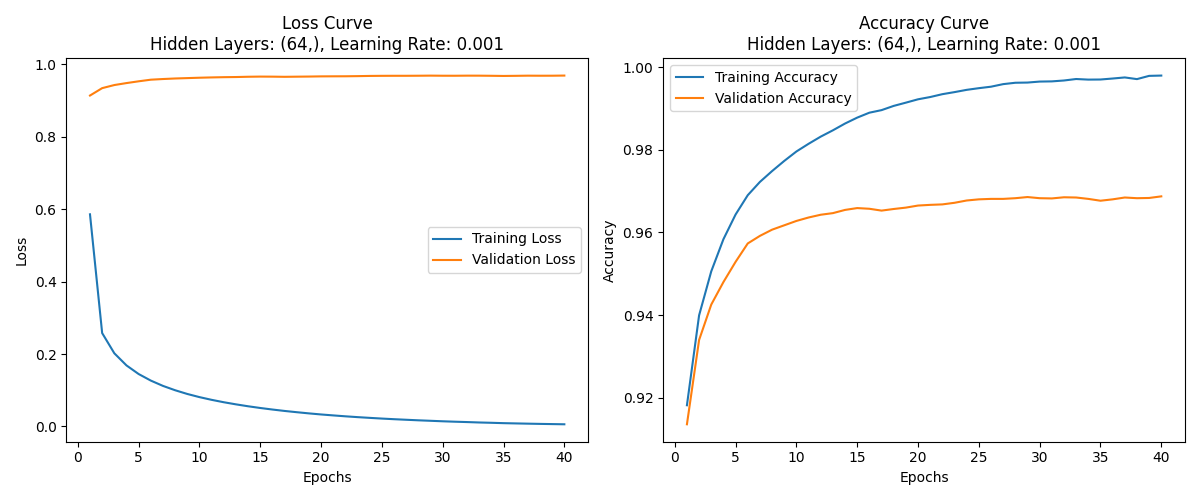 Loss Curve
Hidden Layers: (64,), Learning Rate: 0.001
1.0
0.8
0.6
0.4
0.2
0.0
Loss
Training Loss
Validation Loss
0 5 10 15 20 25 30 35 40
Epochs
Accuracy Curve
Hidden Layers: (64,), Learning Rate: 0.001
Training Accuracy
Validation Accuracy
1.00
0.98
0.96
0.94
0.92
Accuracy
0 5 10 15 20 25 30 35 40
Epochs